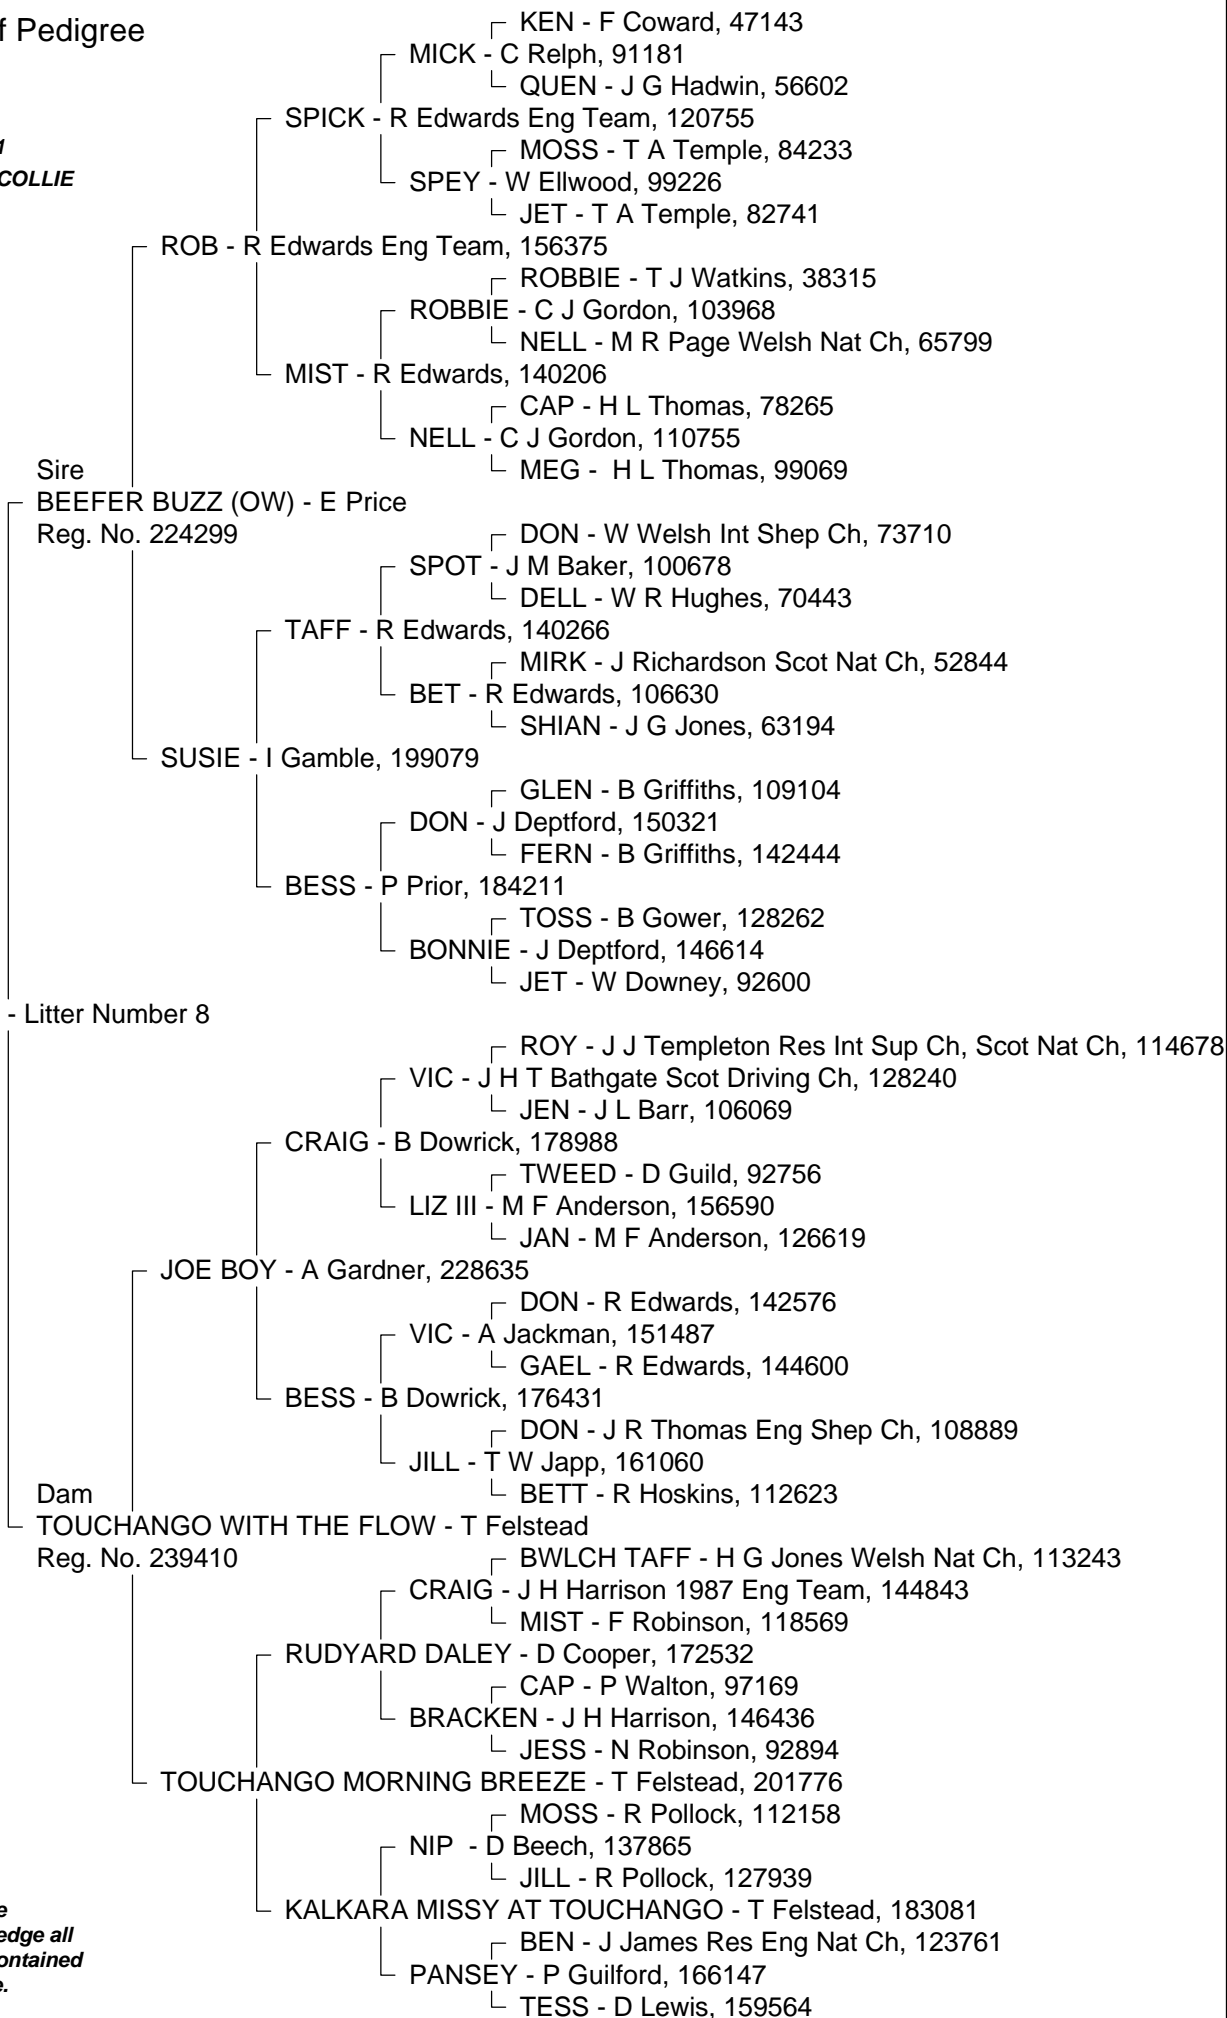 f Pedigree
KEN - F Coward, 47143
MICK - C Relph, 91181
QUEN - J G Hadwin, 56602
SPICK - R Edwards Eng Team, 120755
MOSS - T A Temple, 84233
COLLIE
SPEY - W Ellwood, 99226
JET - T A Temple, 82741
ROB - R Edwards Eng Team, 156375
ROBBIE - T J Watkins, 38315
ROBBIE - C J Gordon, 103968
NELL - M R Page Welsh Nat Ch, 65799
MIST - R Edwards, 140206
CAP - H L Thomas, 78265
NELL - C J Gordon, 110755
Sire
MEG - H L Thomas, 99069
BEEFER BUZZ (OW) - E Price
Reg. No. 224299
DON - W Welsh Int Shep Ch, 73710
SPOT - J M Baker, 100678
DELL - W R Hughes, 70443
TAFF - R Edwards, 140266
MIRK - J Richardson Scot Nat Ch, 52844
BET - R Edwards, 106630
SHIAN - J G Jones, 63194
SUSIE - I Gamble, 199079
GLEN - B Griffiths, 109104
DON - J Deptford, 150321
FERN - B Griffiths, 142444
BESS - P Prior, 184211
TOSS - B Gower, 128262
BONNIE - J Deptford, 146614
JET - W Downey, 92600
- Litter Number 8
ROY - J J Templeton Res Int Sup Ch, Scot Nat Ch, 114678
VIC - J H T Bathgate Scot Driving Ch, 128240
JEN - J L Barr, 106069
CRAIG - B Dowrick, 178988
TWEED - D Guild, 92756
LIZ III - M F Anderson, 156590
JAN - M F Anderson, 126619
JOE BOY - A Gardner, 228635
DON - R Edwards, 142576
VIC - A Jackman, 151487
GAEL - R Edwards, 144600
BESS - B Dowrick, 176431
DON - J R Thomas Eng Shep Ch, 108889
JILL - T W Japp, 161060
Dam
BETT - R Hoskins, 112623
TOUCHANGO WITH THE FLOW - T Felstead
Reg. No. 239410
BWLCH TAFF - H G Jones Welsh Nat Ch, 113243
CRAIG - J H Harrison 1987 Eng Team, 144843
MIST - F Robinson, 118569
RUDYARD DALEY - D Cooper, 172532
CAP - P Walton, 97169
BRACKEN - J H Harrison, 146436
JESS - N Robinson, 92894
TOUCHANGO MORNING BREEZE - T Felstead, 201776
MOSS - R Pollock, 112158
NIP - D Beech, 137865
JILL - R Pollock, 127939
KALKARA MISSY AT TOUCHANGO - T Felstead, 183081
e
edge all
BEN - J James Res Eng Nat Ch, 123761
ontained
PANSEY - P Guilford, 166147
e.
TESS - D Lewis, 159564